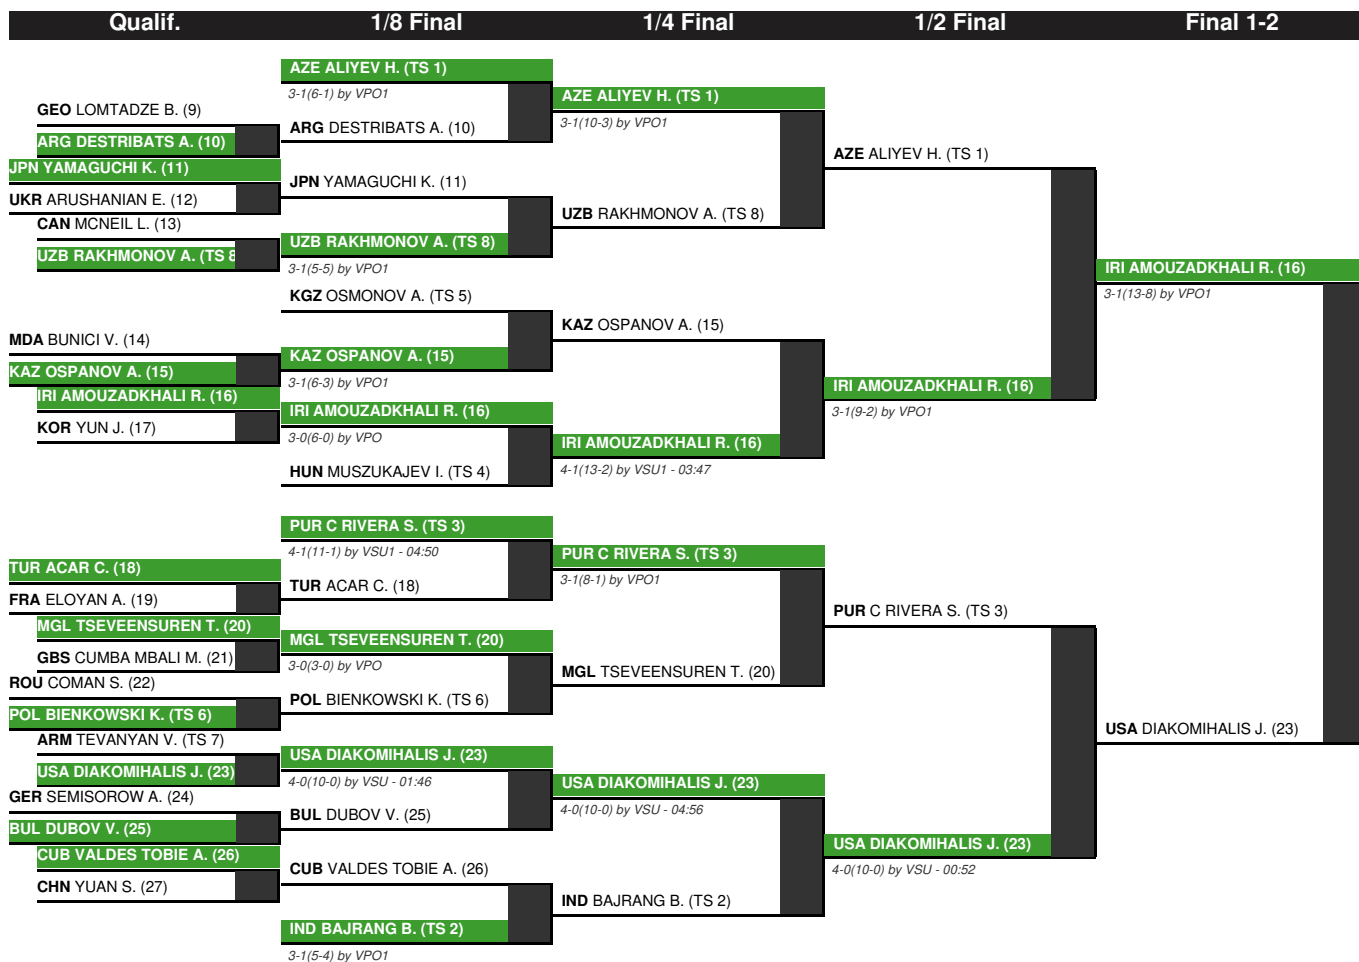 Qualif.
1/8 Final
1/4 Final
1/2 Final
Final 1-2
GEO LOMTADZE B. (9)
ARG DESTRIBATS A. (10)
JPN YAMAGUCHI K. (11)
UKR ARUSHANIAN E. (12)
CAN MCNEIL L. (13)
UZB RAKHMONOV A. (TS 8
MDA BUNICI V. (14)
KAZ OSPANOV A. (15)
IRI AMOUZADKHALI R. (16)
KOR YUN J. (17)
TUR ACAR C. (18)
FRA ELOYAN A. (19)
MGL TSEVEENSUREN T. (20)
GBS CUMBA MBALI M. (21)
ROU COMAN S. (22)
POL BIENKOWSKI K. (TS 6)
ARM TEVANYAN V. (TS 7)
USA DIAKOMIHALIS J. (23)
GER SEMISOROW A. (24)
BUL DUBOV V. (25)
CUB VALDES TOBIE A. (26)
CHN YUAN S. (27)
AZE ALIYEV H. (TS 1)
3-1(6-1) by VPO1
ARG DESTRIBATS A. (10)
JPN YAMAGUCHI K. (11)
UZB RAKHMONOV A. (TS 8)
3-1(5-5) by VPO1
KGZ OSMONOV A. (TS 5)
KAZ OSPANOV A. (15)
3-1(6-3) by VPO1
IRI AMOUZADKHALI R. (16)
3-0(6-0) by VPO
HUN MUSZUKAJEV I. (TS 4)
PUR C RIVERA S. (TS 3)
4-1(11-1) by VSU1 - 04:50
TUR ACAR C. (18)
MGL TSEVEENSUREN T. (20)
3-0(3-0) by VPO
POL BIENKOWSKI K. (TS 6)
USA DIAKOMIHALIS J. (23)
4-0(10-0) by VSU - 01:46
BUL DUBOV V. (25)
CUB VALDES TOBIE A. (26)
IND BAJRANG B. (TS 2)
3-1(5-4) by VPO1
AZE ALIYEV H. (TS 1)
3-1(10-3) by VPO1
UZB RAKHMONOV A. (TS 8)
KAZ OSPANOV A. (15)
IRI AMOUZADKHALI R. (16)
4-1(13-2) by VSU1 - 03:47
PUR C RIVERA S. (TS 3)
3-1(8-1) by VPO1
MGL TSEVEENSUREN T. (20)
USA DIAKOMIHALIS J. (23)
4-0(10-0) by VSU - 04:56
IND BAJRANG B. (TS 2)
AZE ALIYEV H. (TS 1)
IRI AMOUZADKHALI R. (16)
3-1(9-2) by VPO1
PUR C RIVERA S. (TS 3)
USA DIAKOMIHALIS J. (23)
4-0(10-0) by VSU - 00:52
IRI AMOUZADKHALI R. (16)
3-1(13-8) by VPO1
USA DIAKOMIHALIS J. (23)